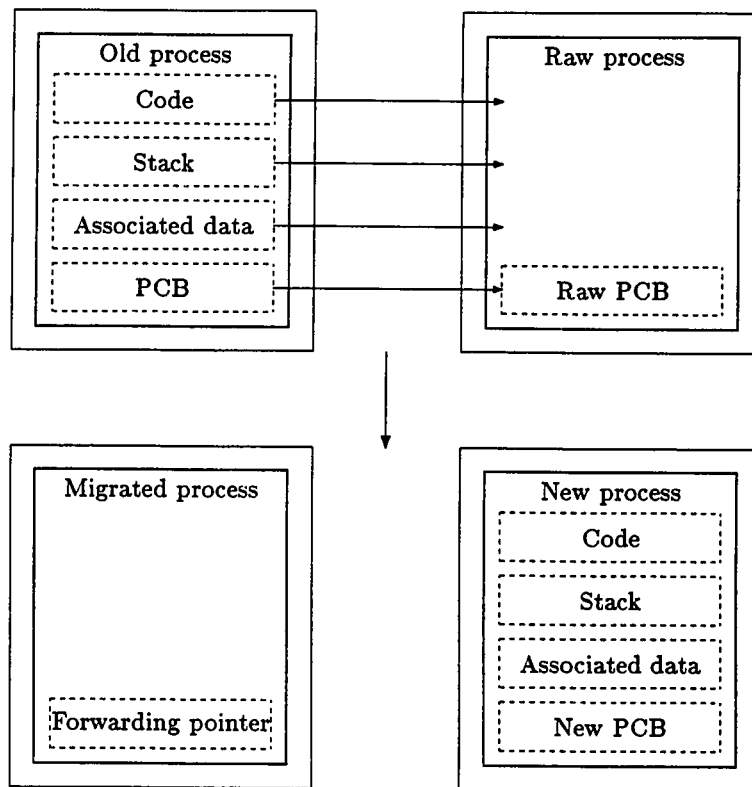 Old process
Code
Stack
Associated data
PCB
Raw process
Raw PCB
Migrated process
Forwarding pointer
New process
Code
Stack
Associated data
New PCB